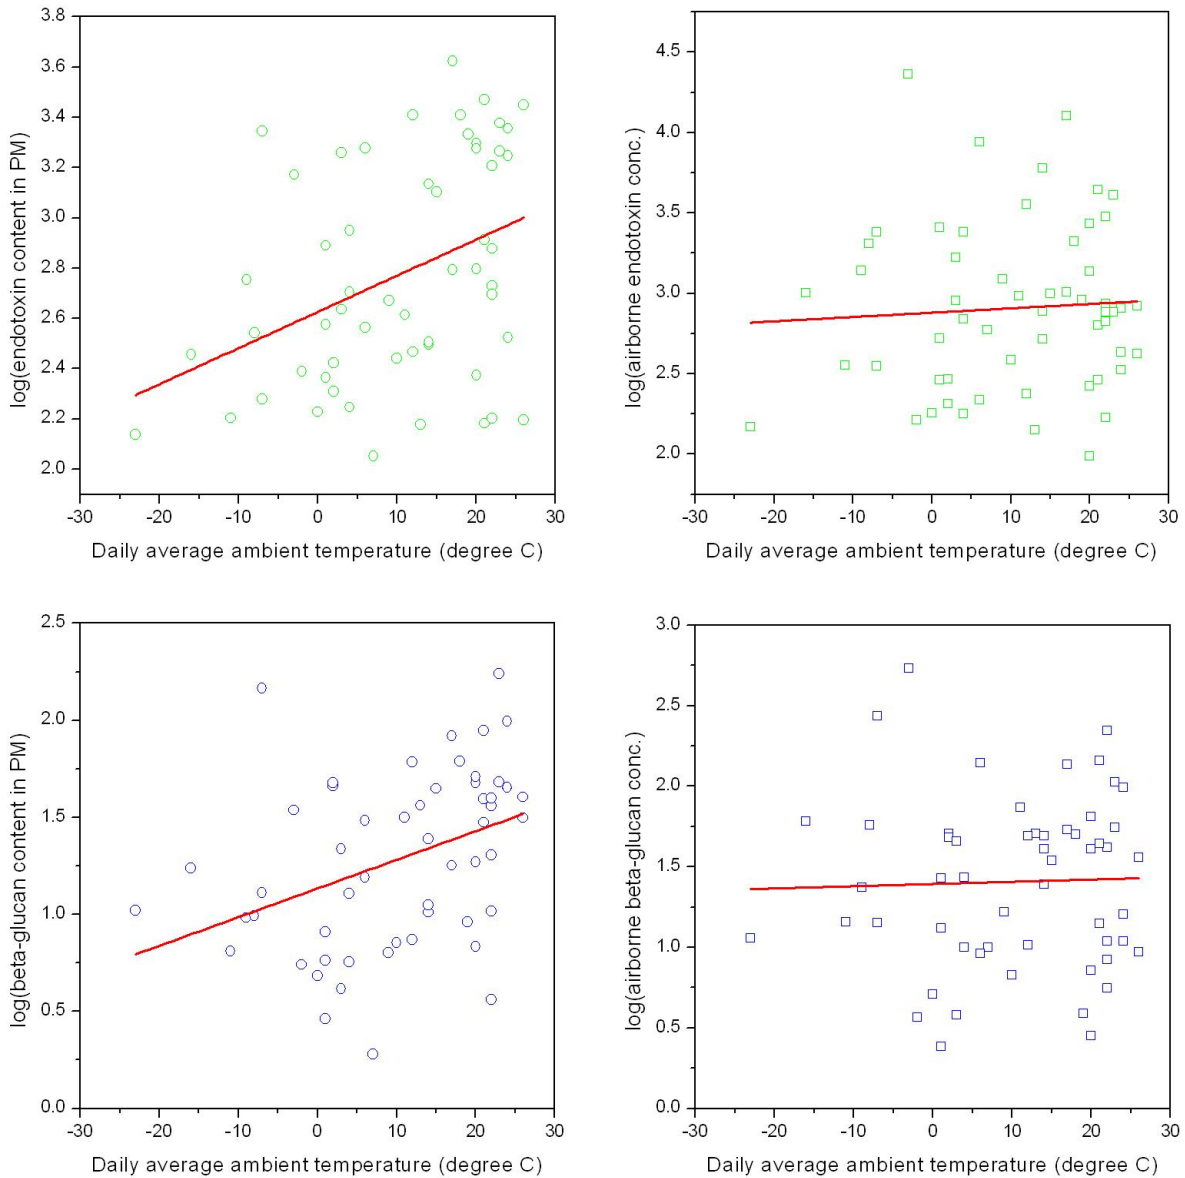 log(endotoxin content in PM)
3.8
3.6
3.4
3.2
3.0
2.8
2.6
2.4
2.2
2.0
-30 -20 -10 0 10 20 30
Daily average ambient temperature (degree C)
log(airborne endotoxin conc.)
4.5
4.0
3.5
3.0
2.5
2.0
-30 -20 -10 0 10 20 30
Daily average ambient temperature (degree C)
log(beta-glucan content in PM)
2.5
2.0
1.5
1.0
0.5
0.0
-30 -20 -10 0 10 20 30
Daily average ambient temperature (degree C)
log(airborne beta-glucan conc.)
3.0
2.5
2.0
1.5
1.0
0.5
0.0
-30 -20 -10 0 10 20 30
Daily average ambient temperature (degree C)